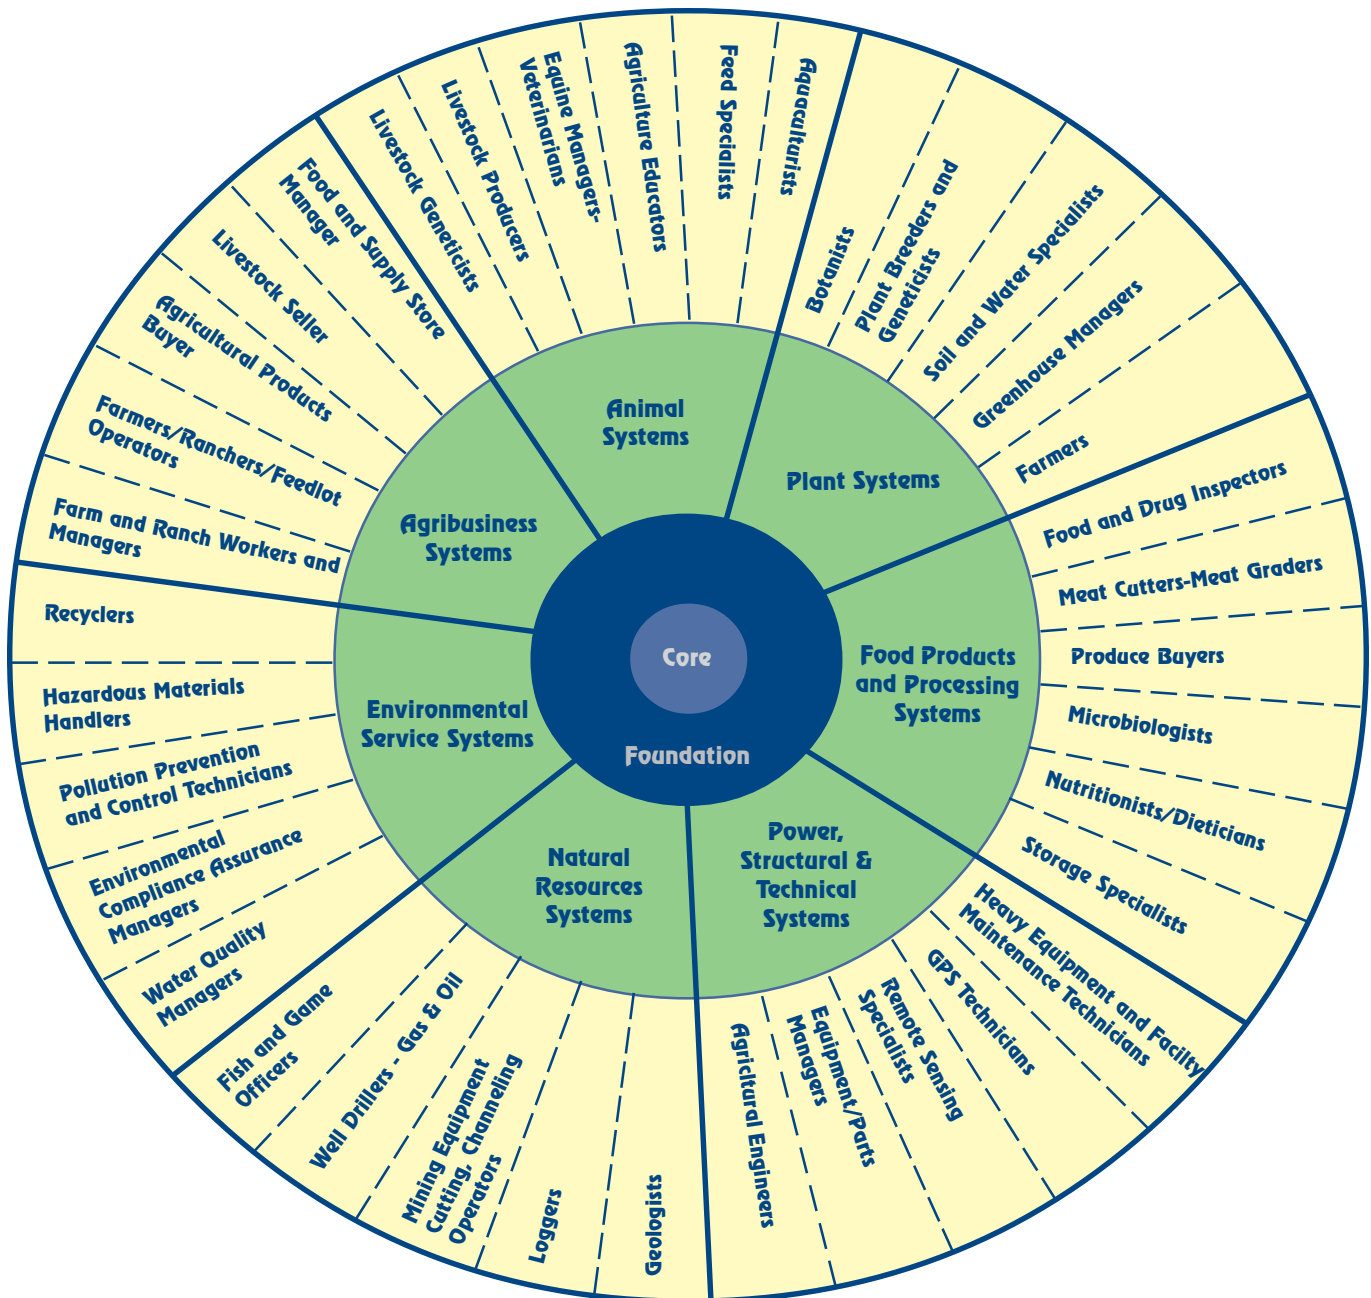 Core
Foundation
Animal
Systems
Livestock Geneticists
Livestock Producers
Equine Managers-
Veterinarians
Agriculture Educators
Feed Specialists
Aquaculturists
Plant Systems
Botanists
Plant Breeders and
Geneticists
Soil and Water Specialists
Greenhouse Managers
Farmers
Food Products
and Processing
Systems
Food and Drug Inspectors
Meat Cutters-Meat Graders
Produce Buyers
Microbiologists
Nutritionists/Dieticians
Storage Specialists
Power,
Structural &
Technical
Systems
Heavy Equipment and Facilty
Maintenance Technicians
GPS Technicians
Remote Sensing
Specialists
Equipment/Parts
Managers
Agricltural Engineers
Natural
Resources
Systems
Geologists
Loggers
Mining Equipment
Cutting, Channeling
Operators
Well Drillers - Gas & Oil
Fish and Game
Officers
Environmental
Service Systems
Water Quality
Managers
Environmental
Compliance Assurance
Managers
Pollution Prevention
and Control Technicians
Hazardous Materials
Handlers
Recyclers
Agribusiness
Systems
Farm and Ranch Workers and
Managers
Farmers/Ranchers/Feedlot
Operators
Agricultural Products
Buyer
Livestock Seller
Food and Supply Store
Manager